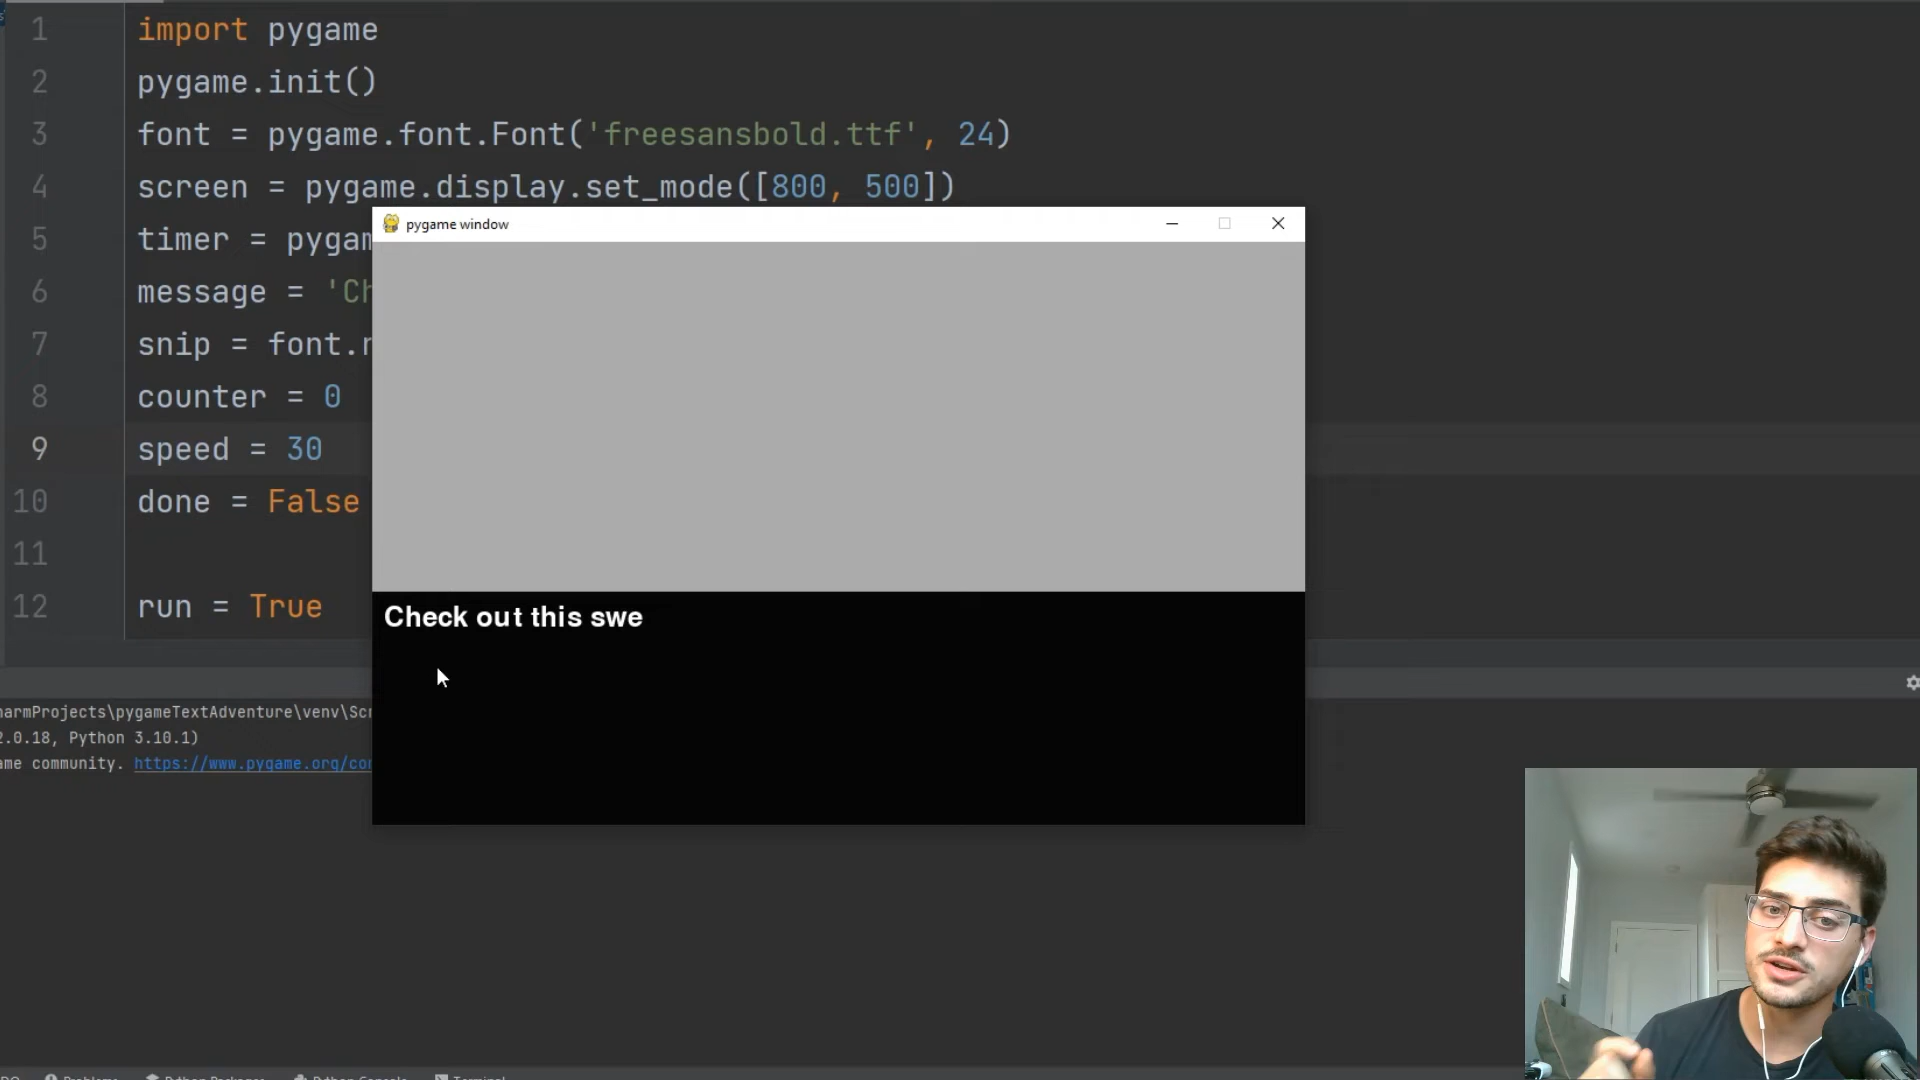 1 import pygame
2 pygame.init()
3 font = pygame.font.Font('freesansbold.ttf', 24)
4 screen = pygame.display.set_mode([800, 500])
pygame window
5 timer = pygam
6 message = 'Ch
7 snip = font.r
8 counter = 0
9 speed = 30
10 done = False
11
12 run = True
Check out this swe
armProjects\pygameTextAdventure\venv\Scr
2.0.18, Python 3.10.1)
ame community. https://www.pygame.org/con